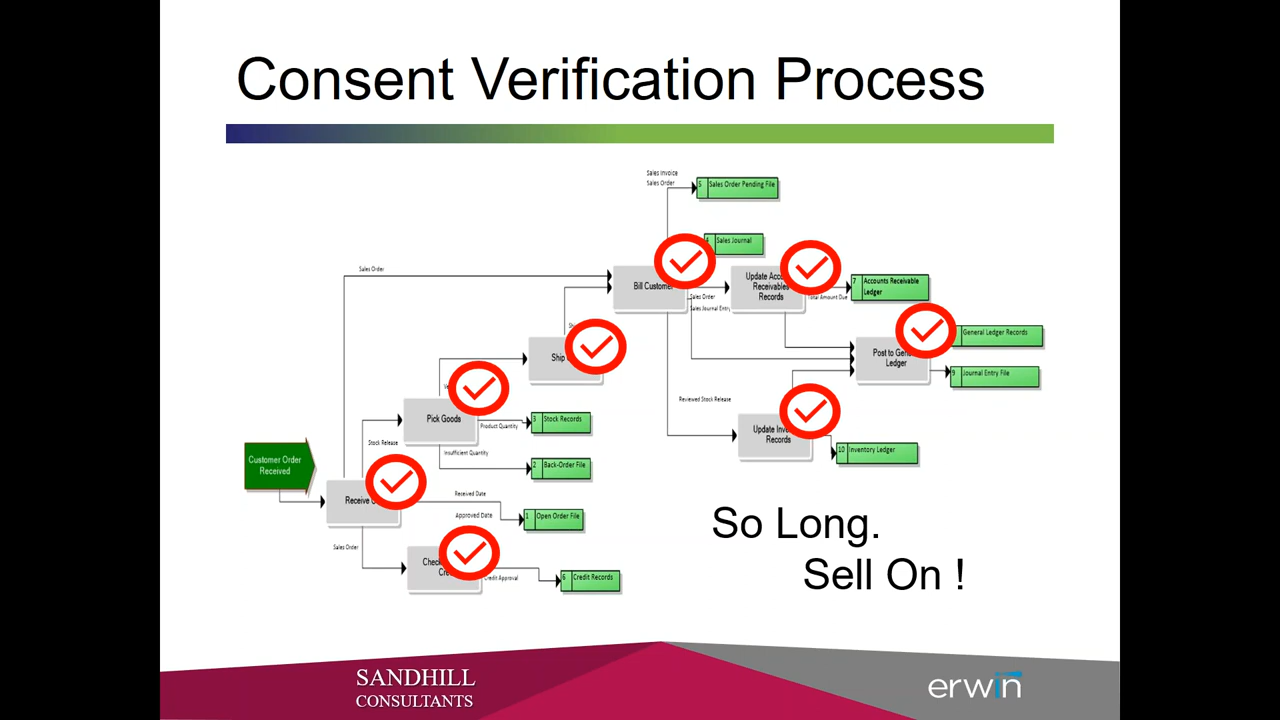 Consent Verification Process
Sales Invoice
Sales Order
5 Sales Order Pending File
Sales Journal
Sales Order
Bill Customer
Update
Receivables
Records
7 Accounts Receivable
Ledger
Sales Order
Sales Journal Entry
Total Amount Due
General Ledger Records
Ship
Post to
Ledger
9 Journal Entry File
Pick Goods
Reviewed Stock Release
Product Quantity
3 Stock Records
Stock Release
Update
Records
Insufficient Quantity
10 Inventory Ledger
Customer Order
Received
2 Back-Order File
Receive
Received Date
Approved Date
1 Open Order File
So Long.
Sales Order
Check
Credit Approval
6 Credit Records
Sell On !
SANDHILL
CONSULTANTS
erwin